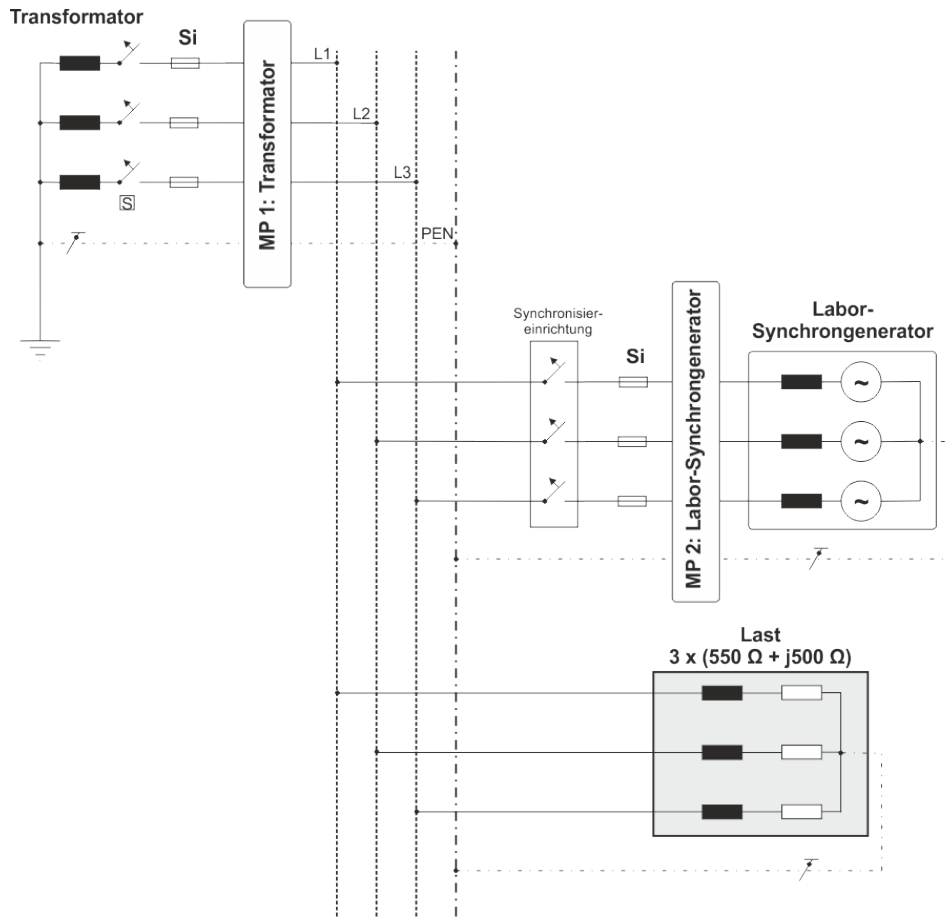 Transformator
Si
MP 1: Transformator
L1
L2
L3
S
PEN
Synchronisier-
einrichtung
Si
MP 2: Labor-Synchrongenerator
Labor-
Synchrongenerator
~
~
~
Last
3 x (550 Ω + j500 Ω)